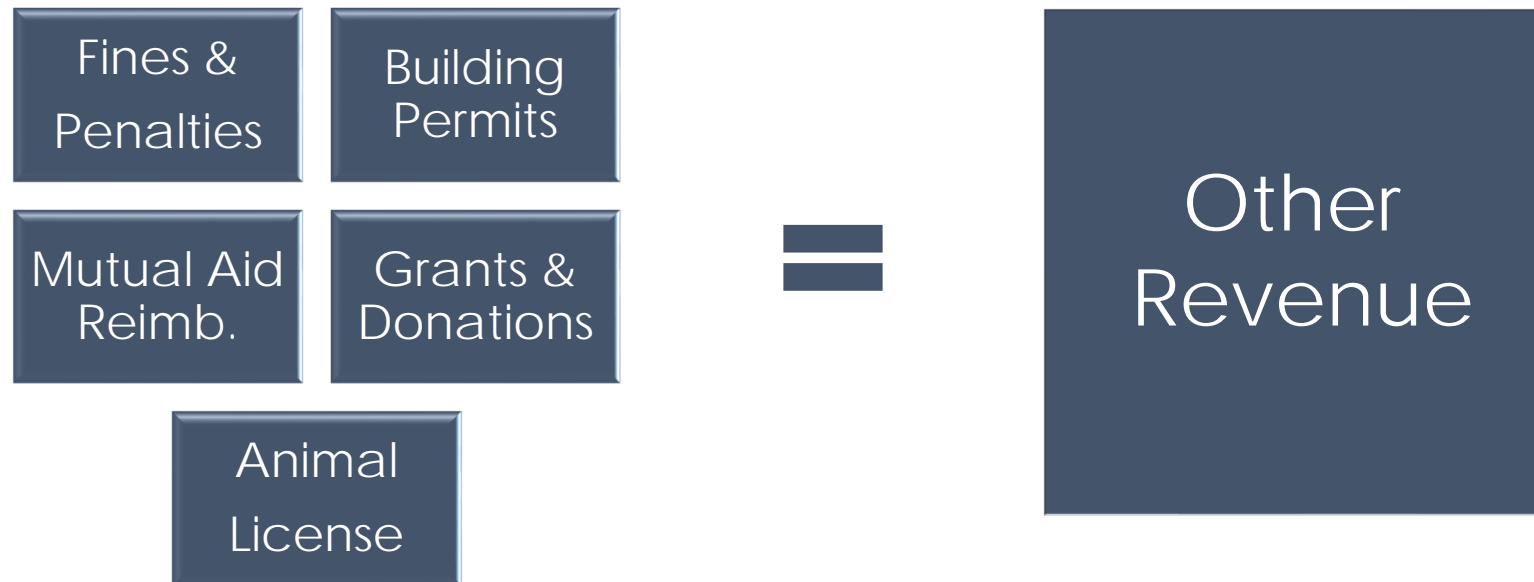 Fines &
Penalties
Building
Permits
Mutual Aid
Reimb.
Grants &
Donations
Animal
License
=
Other
Revenue